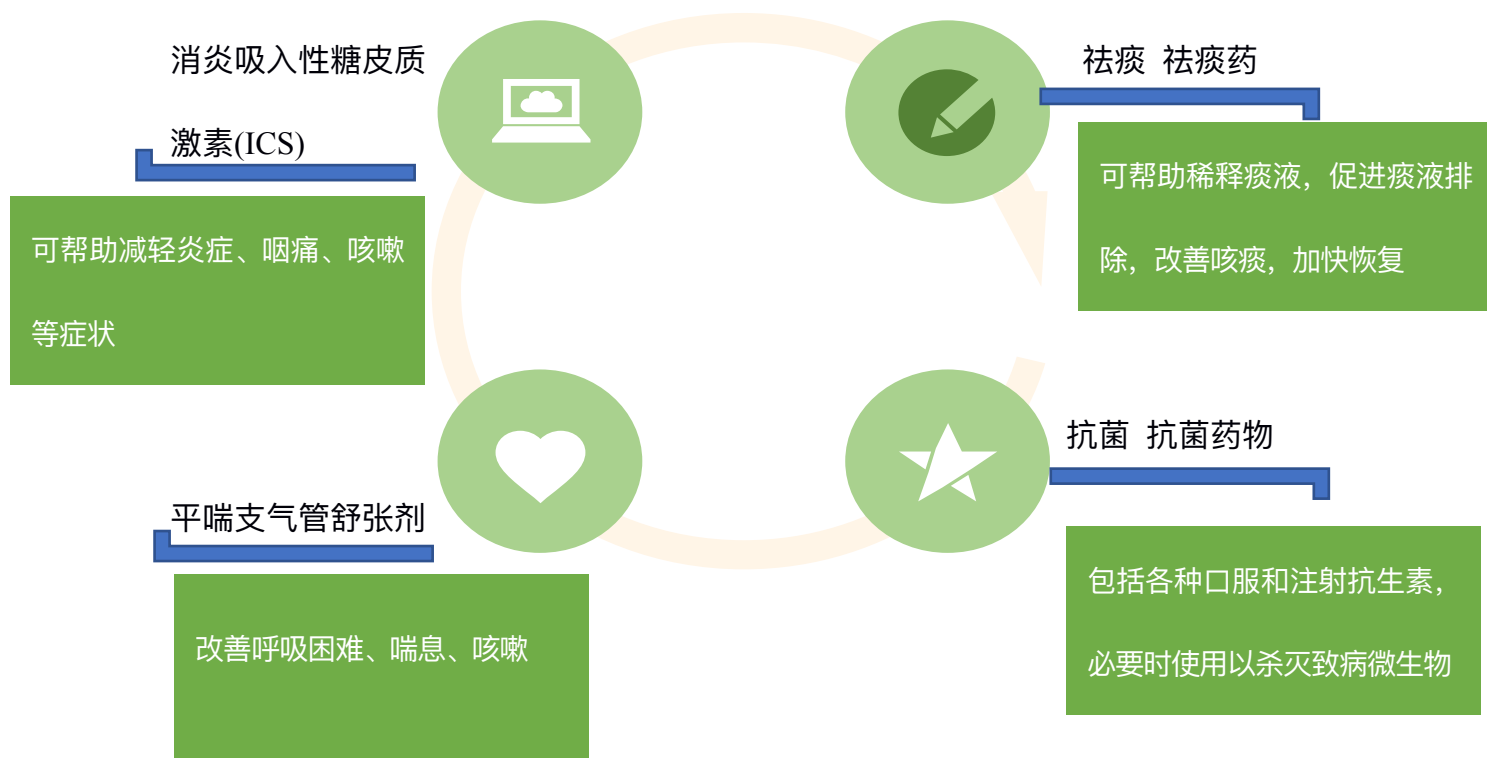 消炎吸入性糖皮质
激素(ICS)
可帮助减轻炎症、咽痛、咳嗽
等症状
祛痰 祛痰药
可帮助稀释痰液，促进痰液排
除，改善咳痰，加快恢复
平喘支气管舒张剂
改善呼吸困难、喘息、咳嗽
抗菌 抗菌药物
包括各种口服和注射抗生素，
必要时使用以杀灭致病微生物